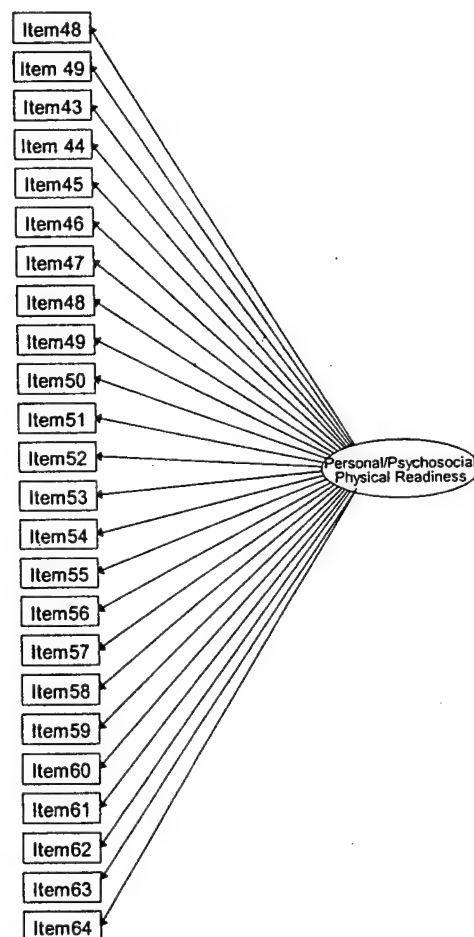 Item48
Item 49
Item43
Item 44
Item45
Item46
Item47
Item48
Item49
Item50
Item51
Item52
Item53
Item54
Item55
Item56
Item57
Item58
Item59
Item60
Item61
Item62
Item63
Item64
Personal/Psychosocial
Physical Readiness